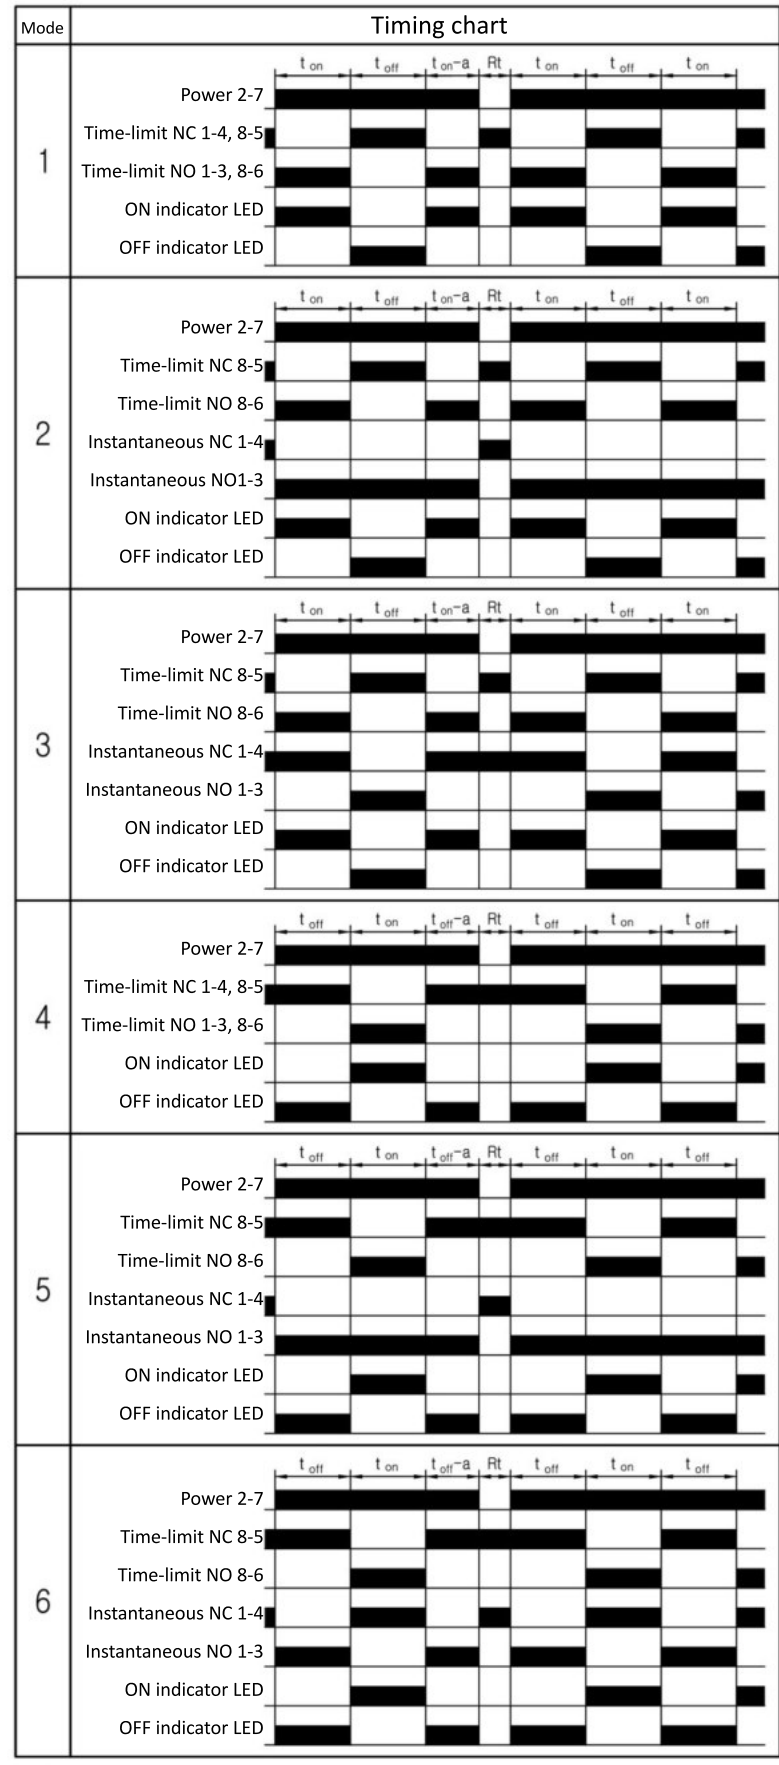 Mode Timing chart
1
t on t off t on-a Rt t on t off t on
Power 2-7
Time-limit NC 1-4, 8-5
Time-limit NO 1-3, 8-6
ON indicator LED
OFF indicator LED
2
t on t off t on-a Rt t on t off t on
Power 2-7
Time-limit NC 8-5
Time-limit NO 8-6
Instantaneous NC 1-4
Instantaneous NO1-3
ON indicator LED
OFF indicator LED
3
t on t off t on-a Rt t on t off t on
Power 2-7
Time-limit NC 8-5
Time-limit NO 8-6
Instantaneous NC 1-4
Instantaneous NO 1-3
ON indicator LED
OFF indicator LED
4
t off t on t off-a Rt t off t on t off
Power 2-7
Time-limit NC 1-4, 8-5
Time-limit NO 1-3, 8-6
ON indicator LED
OFF indicator LED
5
t off t on t off-a Rt t off t on t off
Power 2-7
Time-limit NC 8-5
Time-limit NO 8-6
Instantaneous NC 1-4
Instantaneous NO 1-3
ON indicator LED
OFF indicator LED
6
t off t on t off-a Rt t off t on t off
Power 2-7
Time-limit NC 8-5
Time-limit NO 8-6
Instantaneous NC 1-4
Instantaneous NO 1-3
ON indicator LED
OFF indicator LED